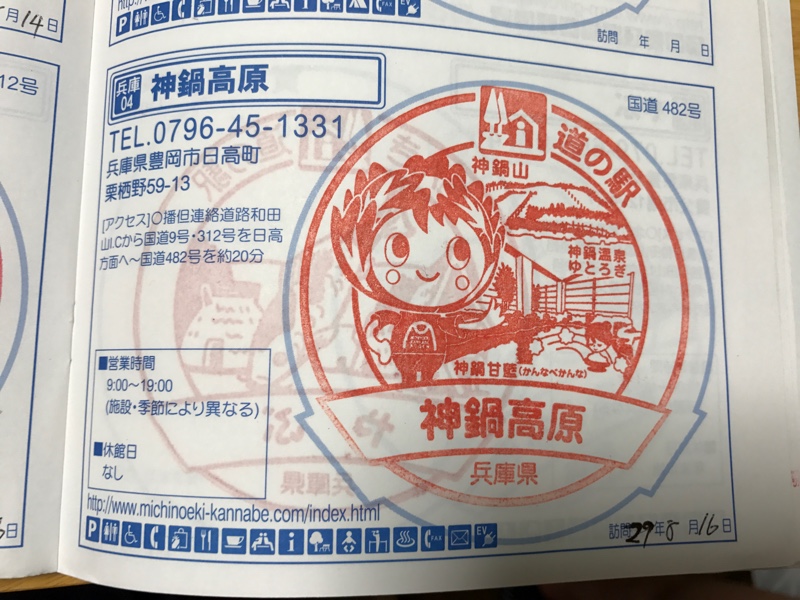 月14日
訪問 年 月 日
12号
兵庫
04
神鍋高原
国道 482号
TEL.0796-45-1331
兵庫県豊岡市日高町
栗栖野59-13
[アクセス]〇播但連絡道路和田
山I.Cから国道9号・312号を日高
方面へ〜国道482号を約20分
道の駅
神鍋山
神鍋温泉
ゆとろぎ
神鍋甘藍(かんなべかんな)
神鍋高原
兵庫県
■営業時間
9:00〜19:00
(施設・季節により異なる)
■休館日
なし
http://www.michinoeki-kannabe.com/index.html
訪問29年8月16日